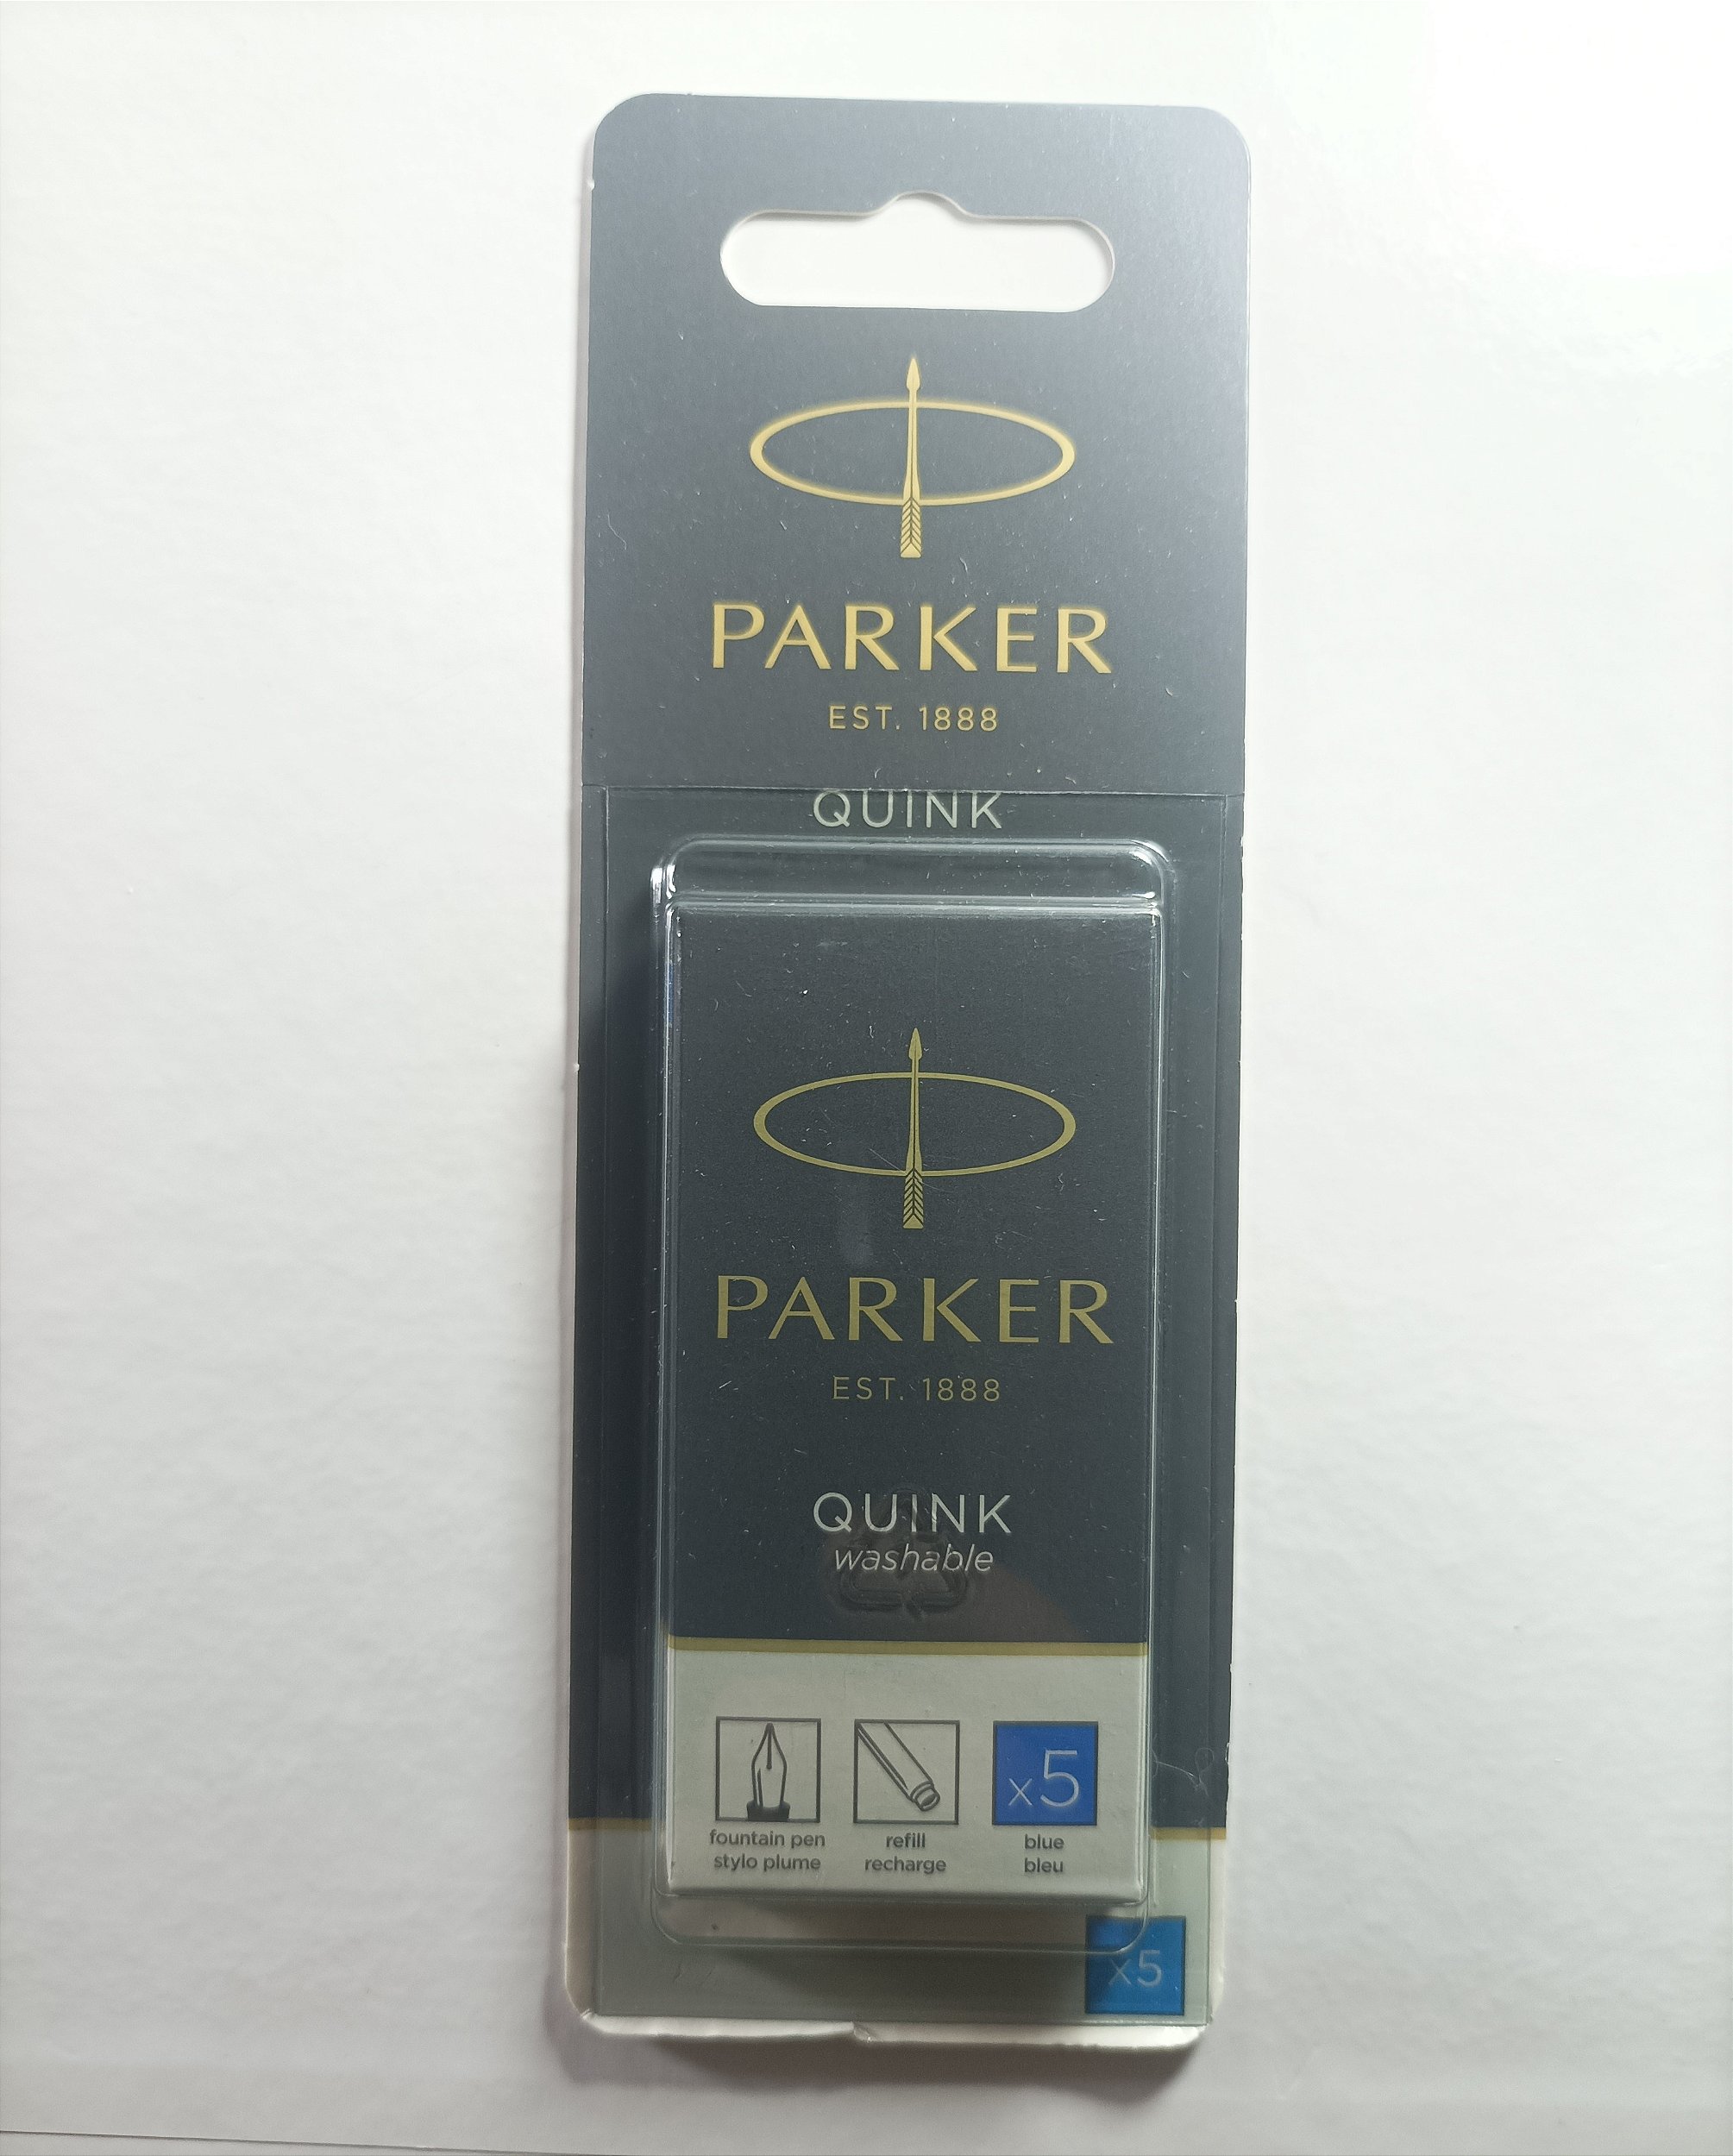 PARKER
EST. 1888
QUINK
PARKER
EST. 1888
QUINK
washable
x5
fountain pen
stylo plume
refill
recharge
blue
bleu
x5